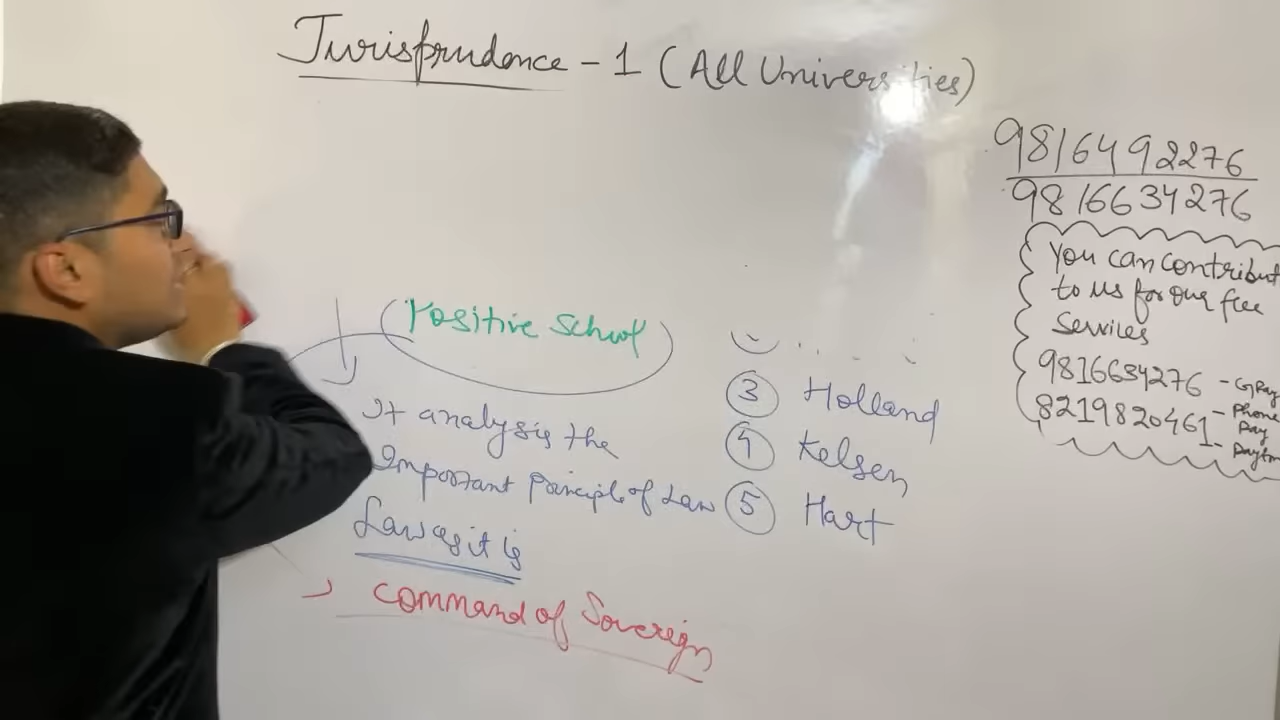 Jurisprudence - 1 (All Universities)
9816492276
9816634276
You can contribut
to us for our free
Services
9816634276 - GPay
8219820461 - Phone
Pay
- Paytm
Positive School
It analysis the
Important Principle of Law
Law as it is
Command of Sovereign
3 Holland
4 Kelsen
5 Hart